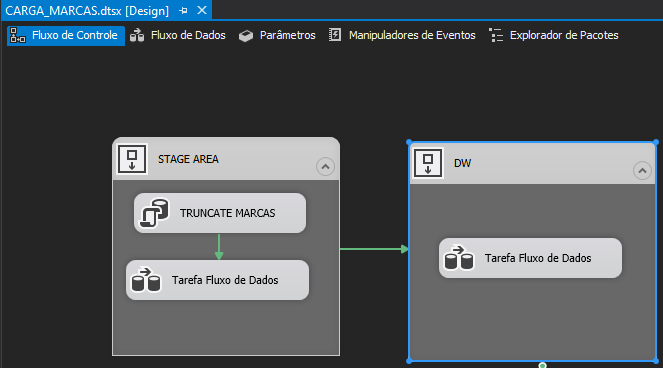 CARGA_MARCAS.dtsx [Design]
Fluxo de Controle
Fluxo de Dados
Parâmetros
Manipuladores de Eventos
Explorador de Pacotes
STAGE AREA
TRUNCATE MARCAS
Tarefa Fluxo de Dados
DW
Tarefa Fluxo de Dados